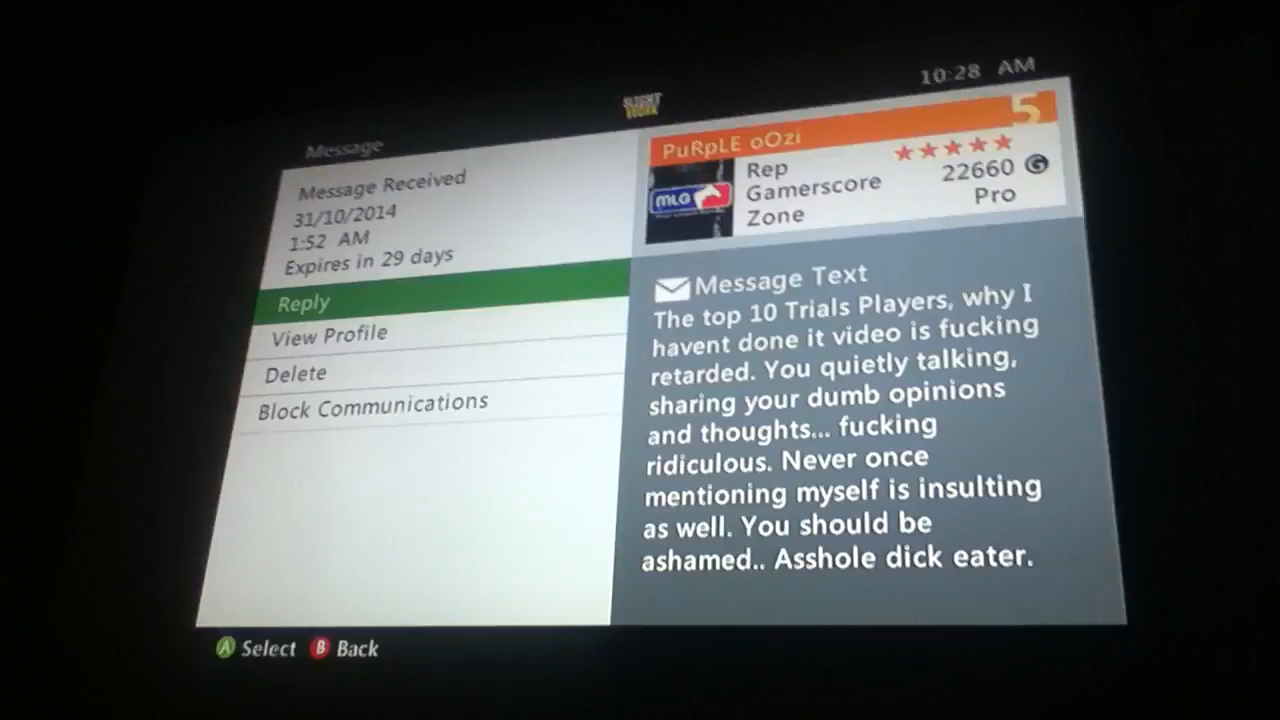 10:28 AM
Message
Message Received
31/10/2014
1:52 AM
Expires in 29 days
Reply
View Profile
Delete
Block Communications
5
PuRpLE oOzi
Rep
Gamerscore 22660 G
Zone Pro
MLG
Message Text
The top 10 Trials Players, why I
havent done it video is fucking
retarded. You quietly talking,
sharing your dumb opinions
and thoughts... fucking
ridiculous. Never once
mentioning myself is insulting
as well. You should be
ashamed.. Asshole dick eater.
A Select B Back